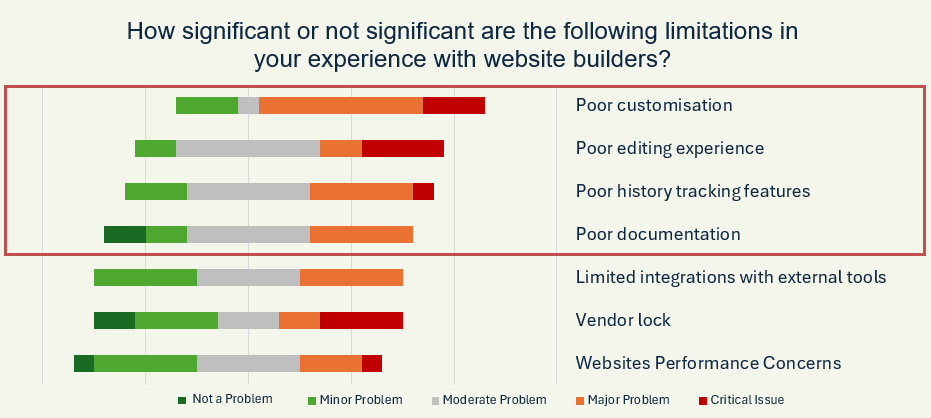 How significant or not significant are the following limitations in
your experience with website builders?
Poor customisation
Poor editing experience
Poor history tracking features
Poor documentation
Limited integrations with external tools
Vendor lock
Websites Performance Concerns
Not a Problem
Minor Problem
Moderate Problem
Major Problem
Critical Issue